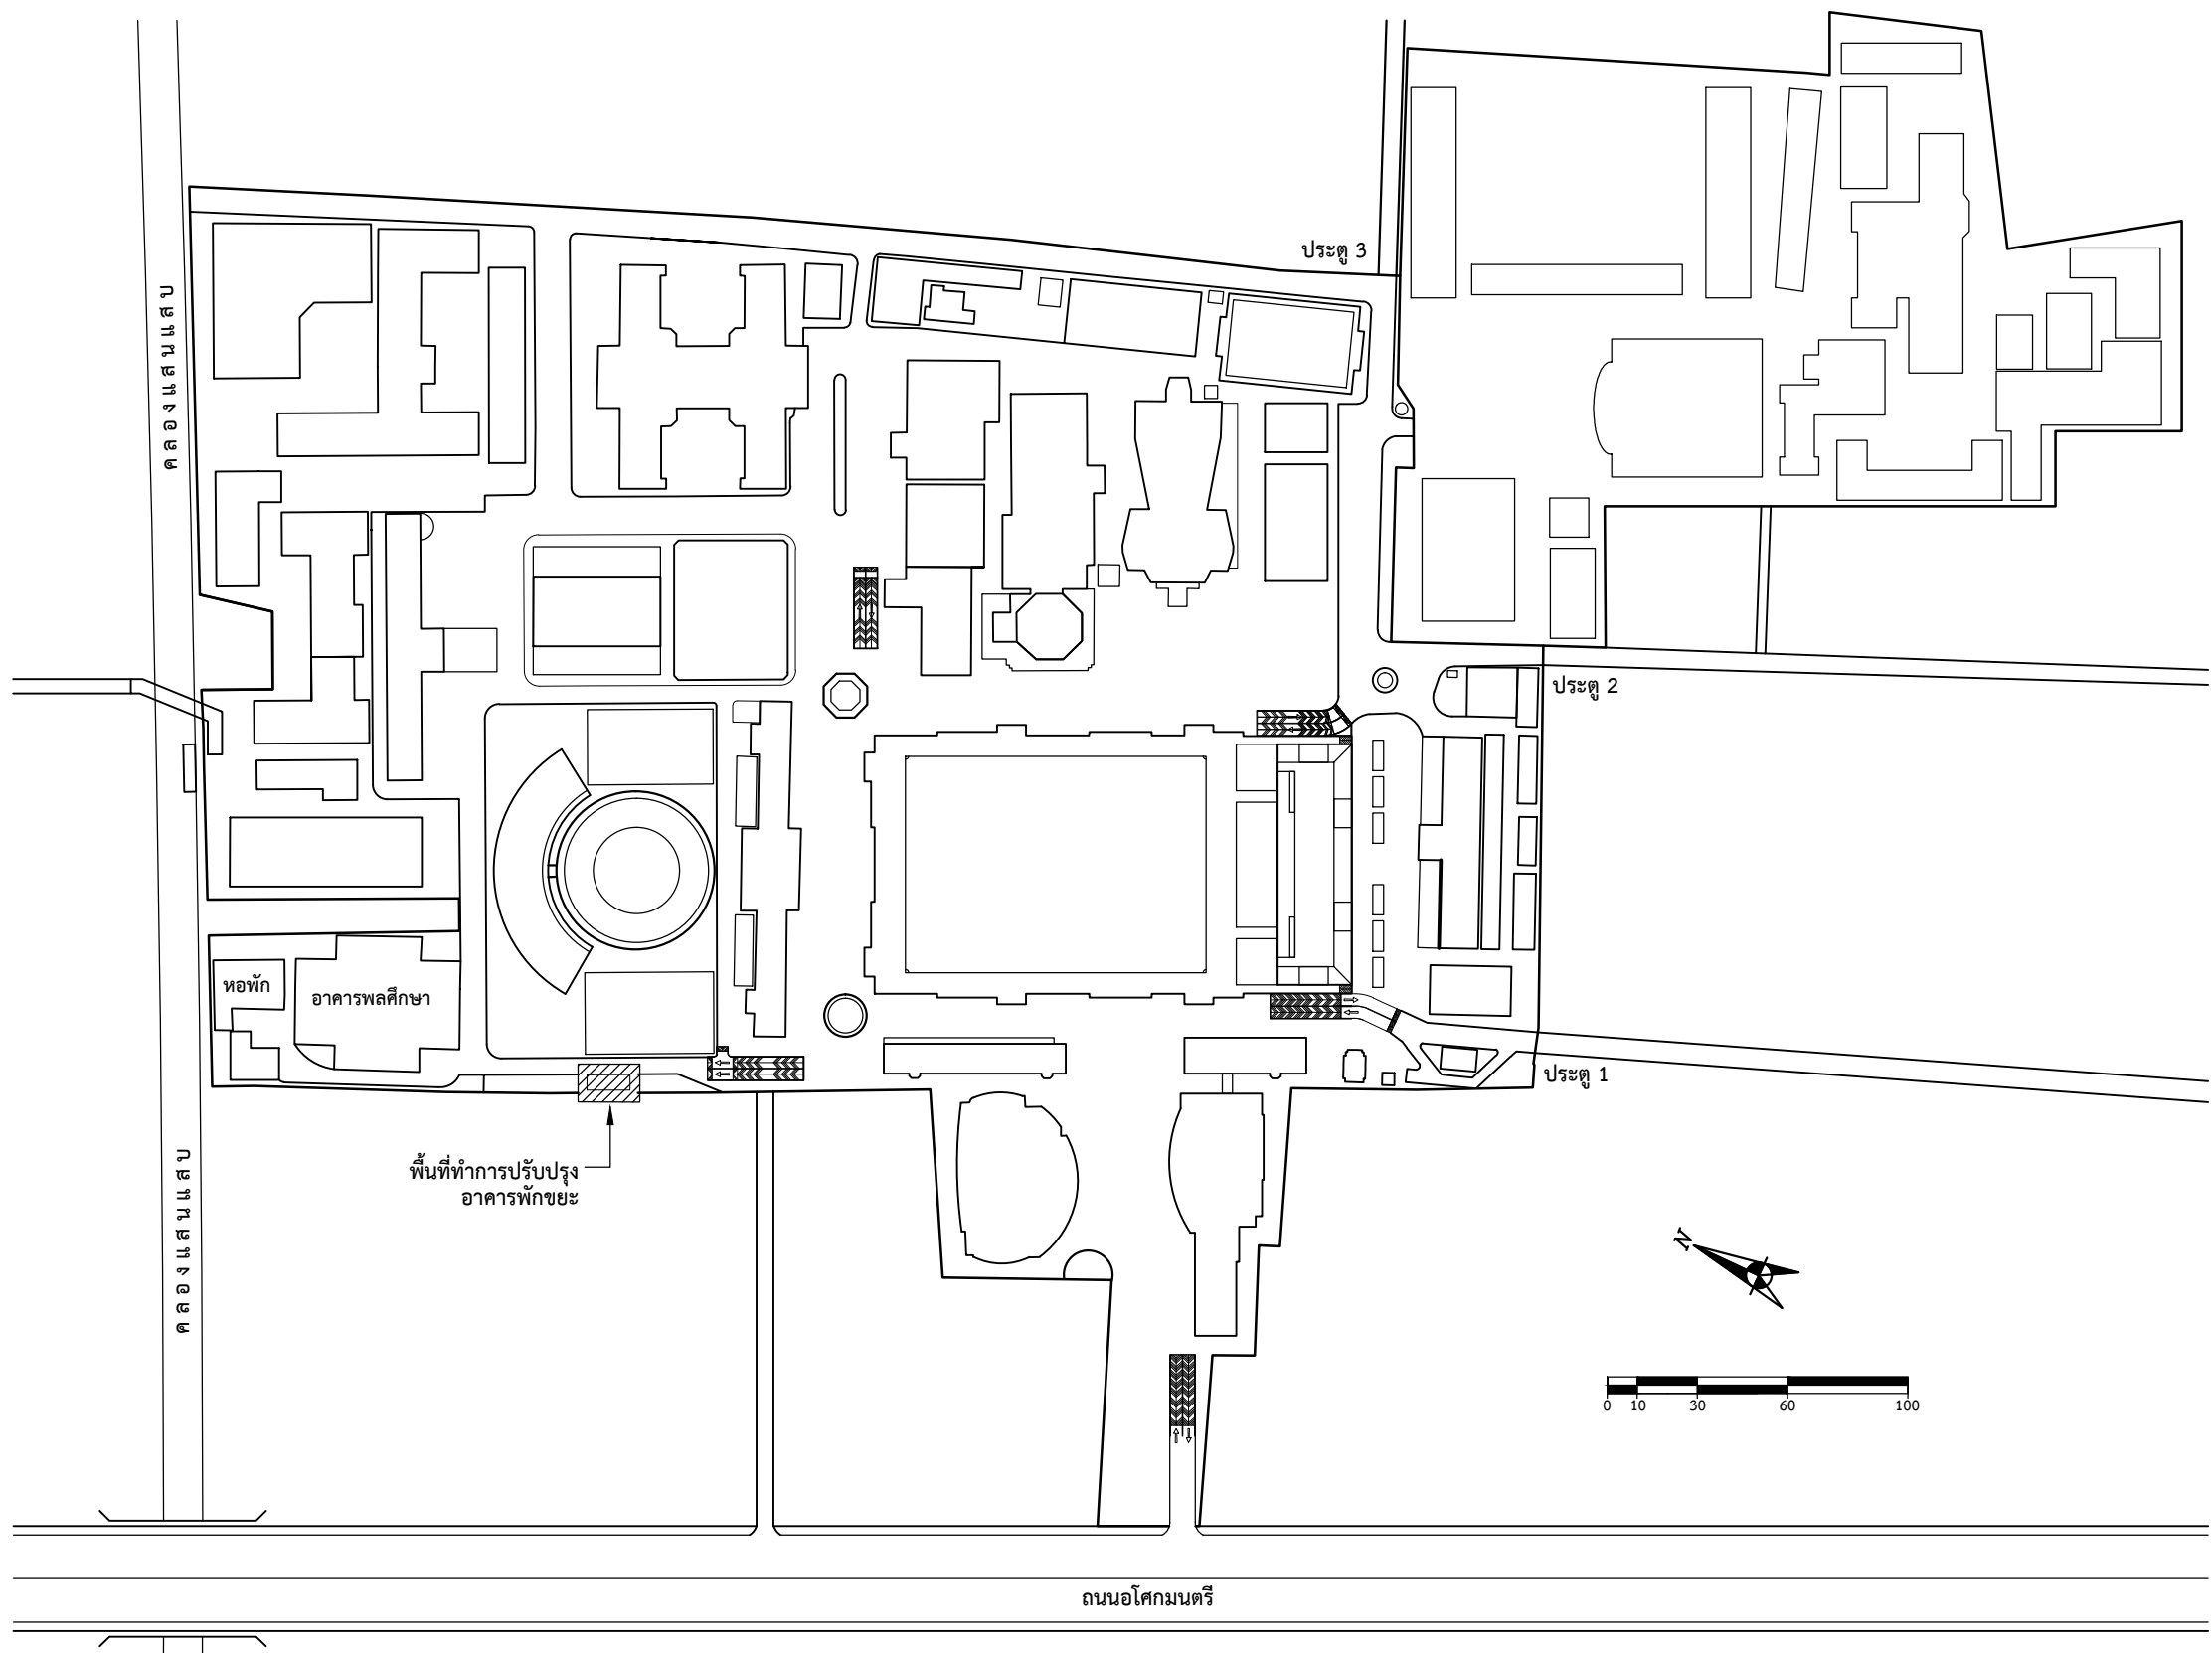 ประตู 3
คลองแสนแสบ
ประตู 2
หอพัก
อาคารพลศึกษา
ประตู 1
พื้นที่ทำการปรับปรุง
อาคารพักขยะ
คลองแสนแสบ
N
0 10 30 60 100
ถนนอโศกมนตรี